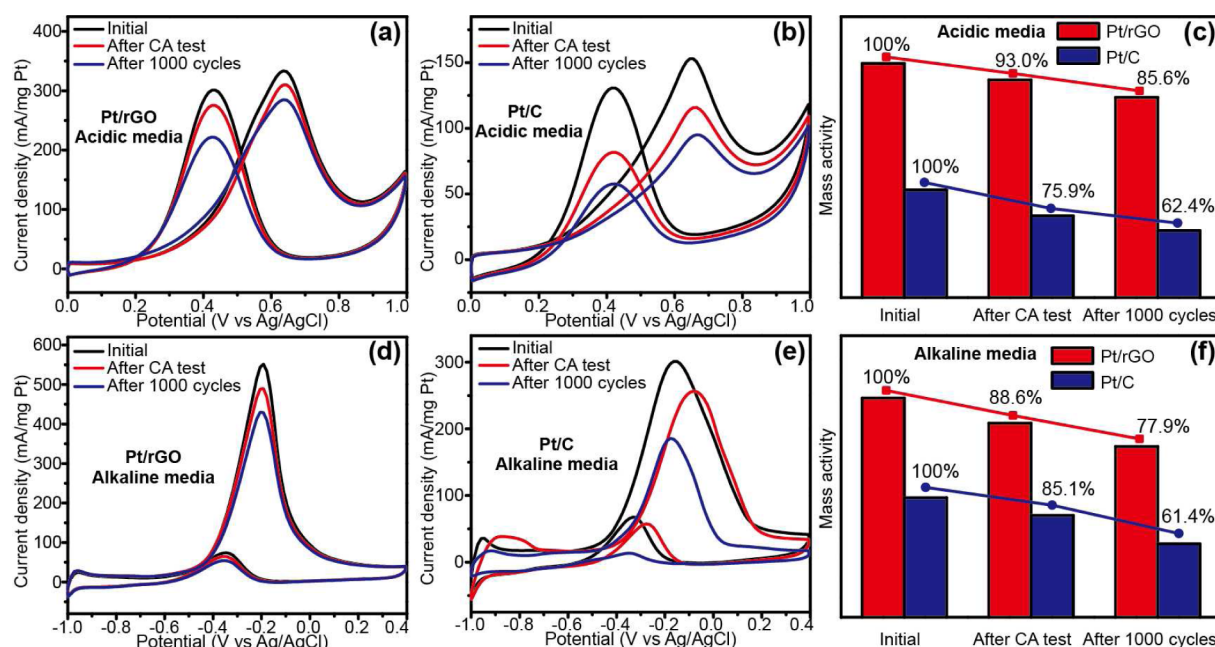 (a)
Initial
After CA test
After 1000 cycles
Pt/rGO
Acidic media
Current density (mA/mg Pt)
400
300
200
100
0
0.0 0.2 0.4 0.6 0.8 1.0
Potential (V vs Ag/AgCl)
(b)
Initial
After CA test
After 1000 cycles
Pt/C
Acidic media
Current density (mA/mg Pt)
150
100
50
0
0.0 0.2 0.4 0.6 0.8 1.0
Potential (V vs Ag/AgCl)
(c)
Acidic media
Pt/rGO
Pt/C
Mass activity
100%
93.0%
85.6%
100%
75.9%
62.4%
Initial After CA test After 1000 cycles
(d)
Initial
After CA test
After 1000 cycles
Pt/rGO
Alkaline media
Current density (mA/mg Pt)
600
500
400
300
200
100
0
-1.0 -0.8 -0.6 -0.4 -0.2 0.0 0.2 0.4
Potential (V vs Ag/AgCl)
(e)
Initial
After CA test
After 1000 cycles
Pt/C
Alkaline media
Current density (mA/mg Pt)
300
200
100
0
-1.0 -0.8 -0.6 -0.4 -0.2 0.0 0.2 0.4
Potential (V vs Ag/AgCl)
(f)
Alkaline media
Pt/rGO
Pt/C
Mass activity
100%
88.6%
77.9%
100%
85.1%
61.4%
Initial After CA test After 1000 cycles